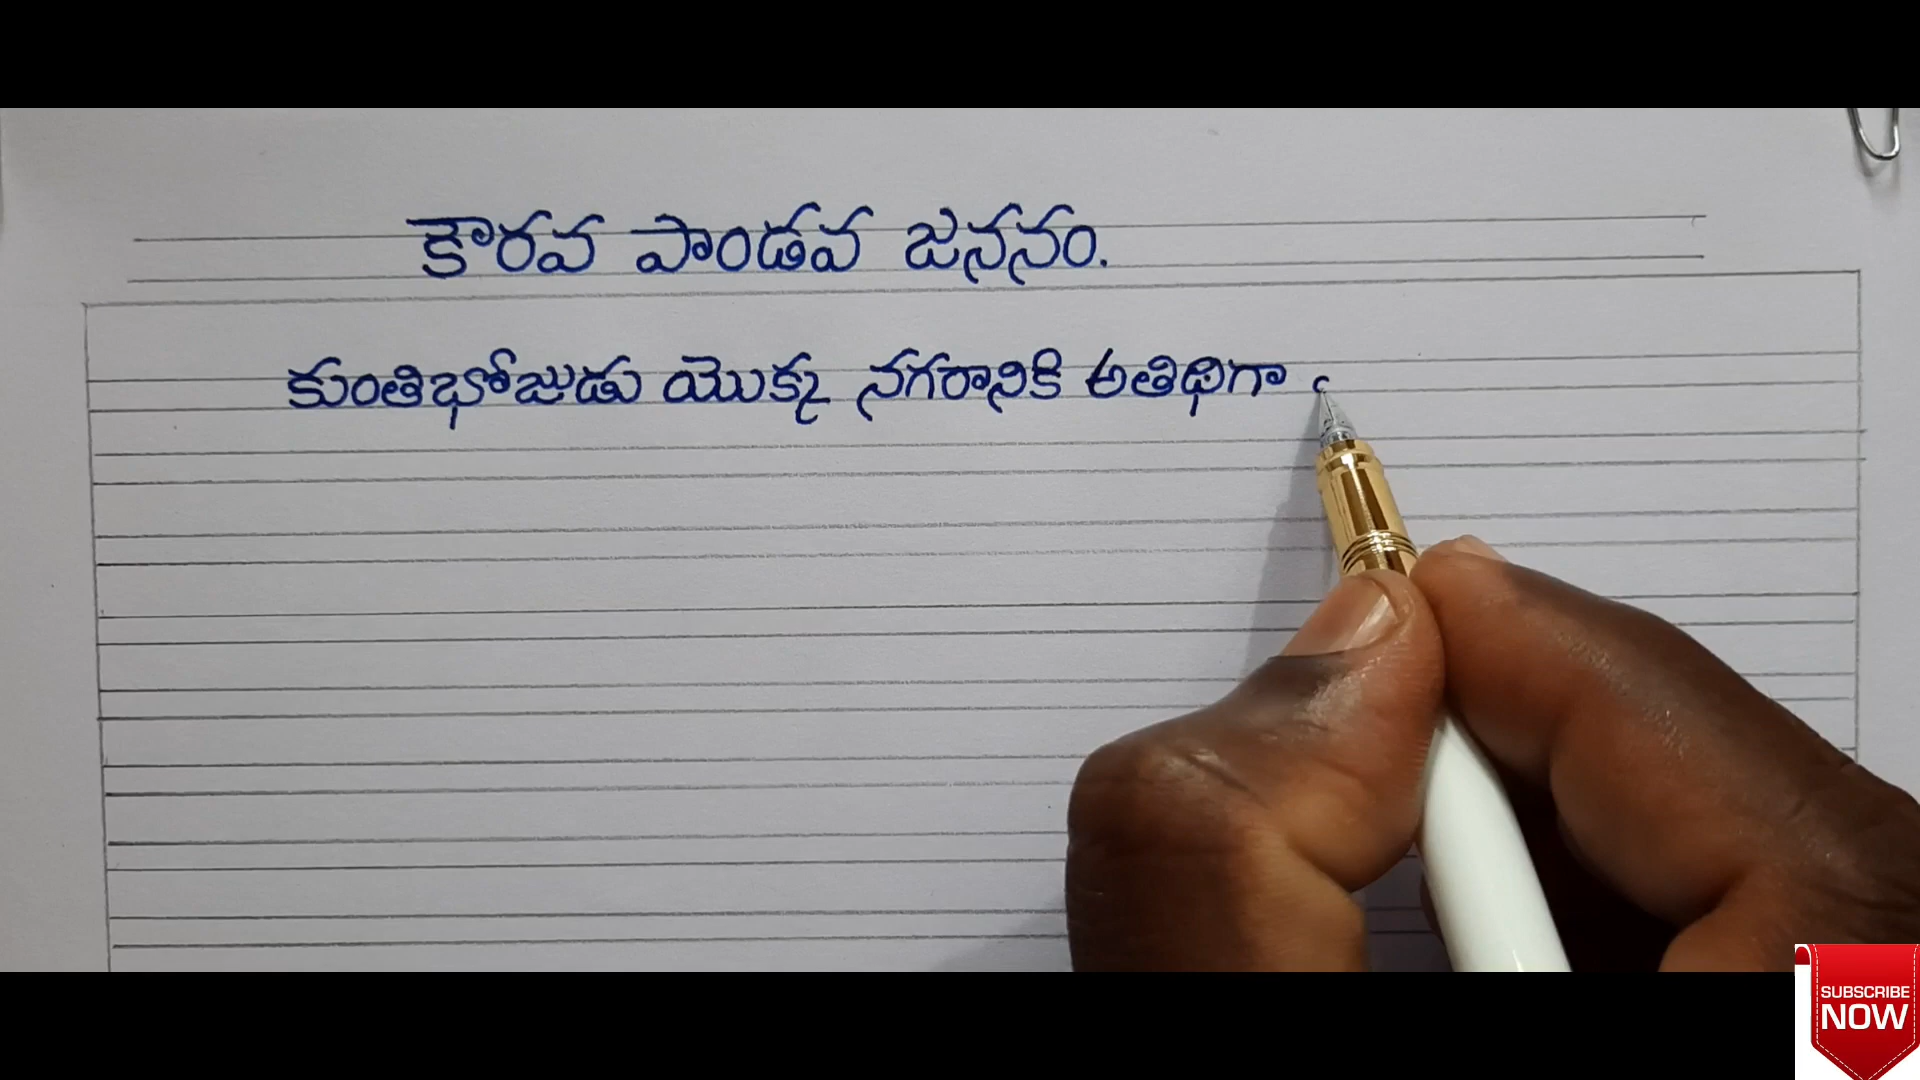 కౌరవ పాండవ జననం.
కుంతిభోజుడు యొక్క నగరానికి అతిథిగా
SUBSCRIBE
NOW